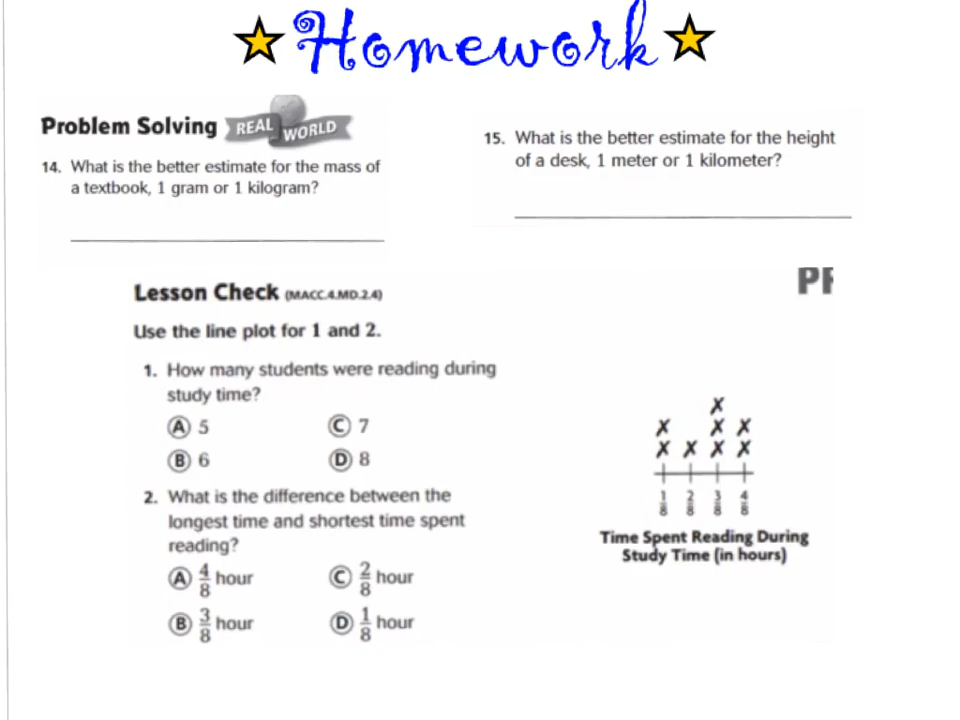 Homework
Problem Solving REAL WORLD
14. What is the better estimate for the mass of
a textbook, 1 gram or 1 kilogram?
15. What is the better estimate for the height
of a desk, 1 meter or 1 kilometer?
PR
Lesson Check (MACC.4.MD.2.4)
Use the line plot for 1 and 2.
1. How many students were reading during
study time?
A 5 C 7
B 6 D 8
2. What is the difference between the
longest time and shortest time spent
reading?
A 4/8 hour C 2/8 hour
B 3/8 hour D 1/8 hour
X
X X X
X X X X
1/8 2/8 3/8 4/8
Time Spent Reading During
Study Time (in hours)